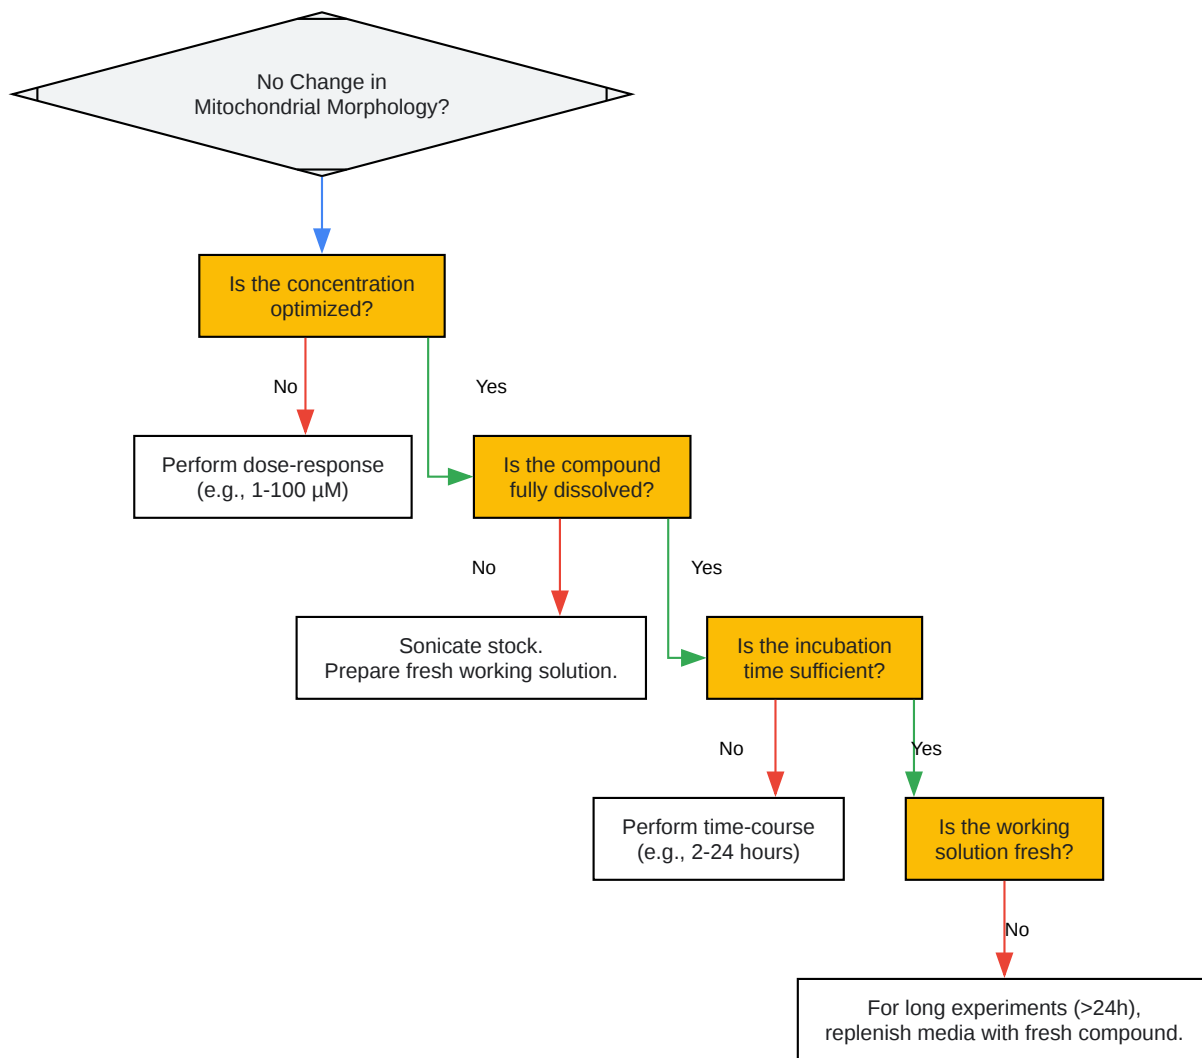 No Change in
Mitochondrial Morphology?
Is the concentration
optimized?
No
Yes
Perform dose-response
(e.g., 1-100 µM)
Is the compound
fully dissolved?
No
Yes
Sonicate stock.
Prepare fresh working solution.
Is the incubation
time sufficient?
No
Yes
Perform time-course
(e.g., 2-24 hours)
Is the working
solution fresh?
No
For long experiments (>24h),
replenish media with fresh compound.